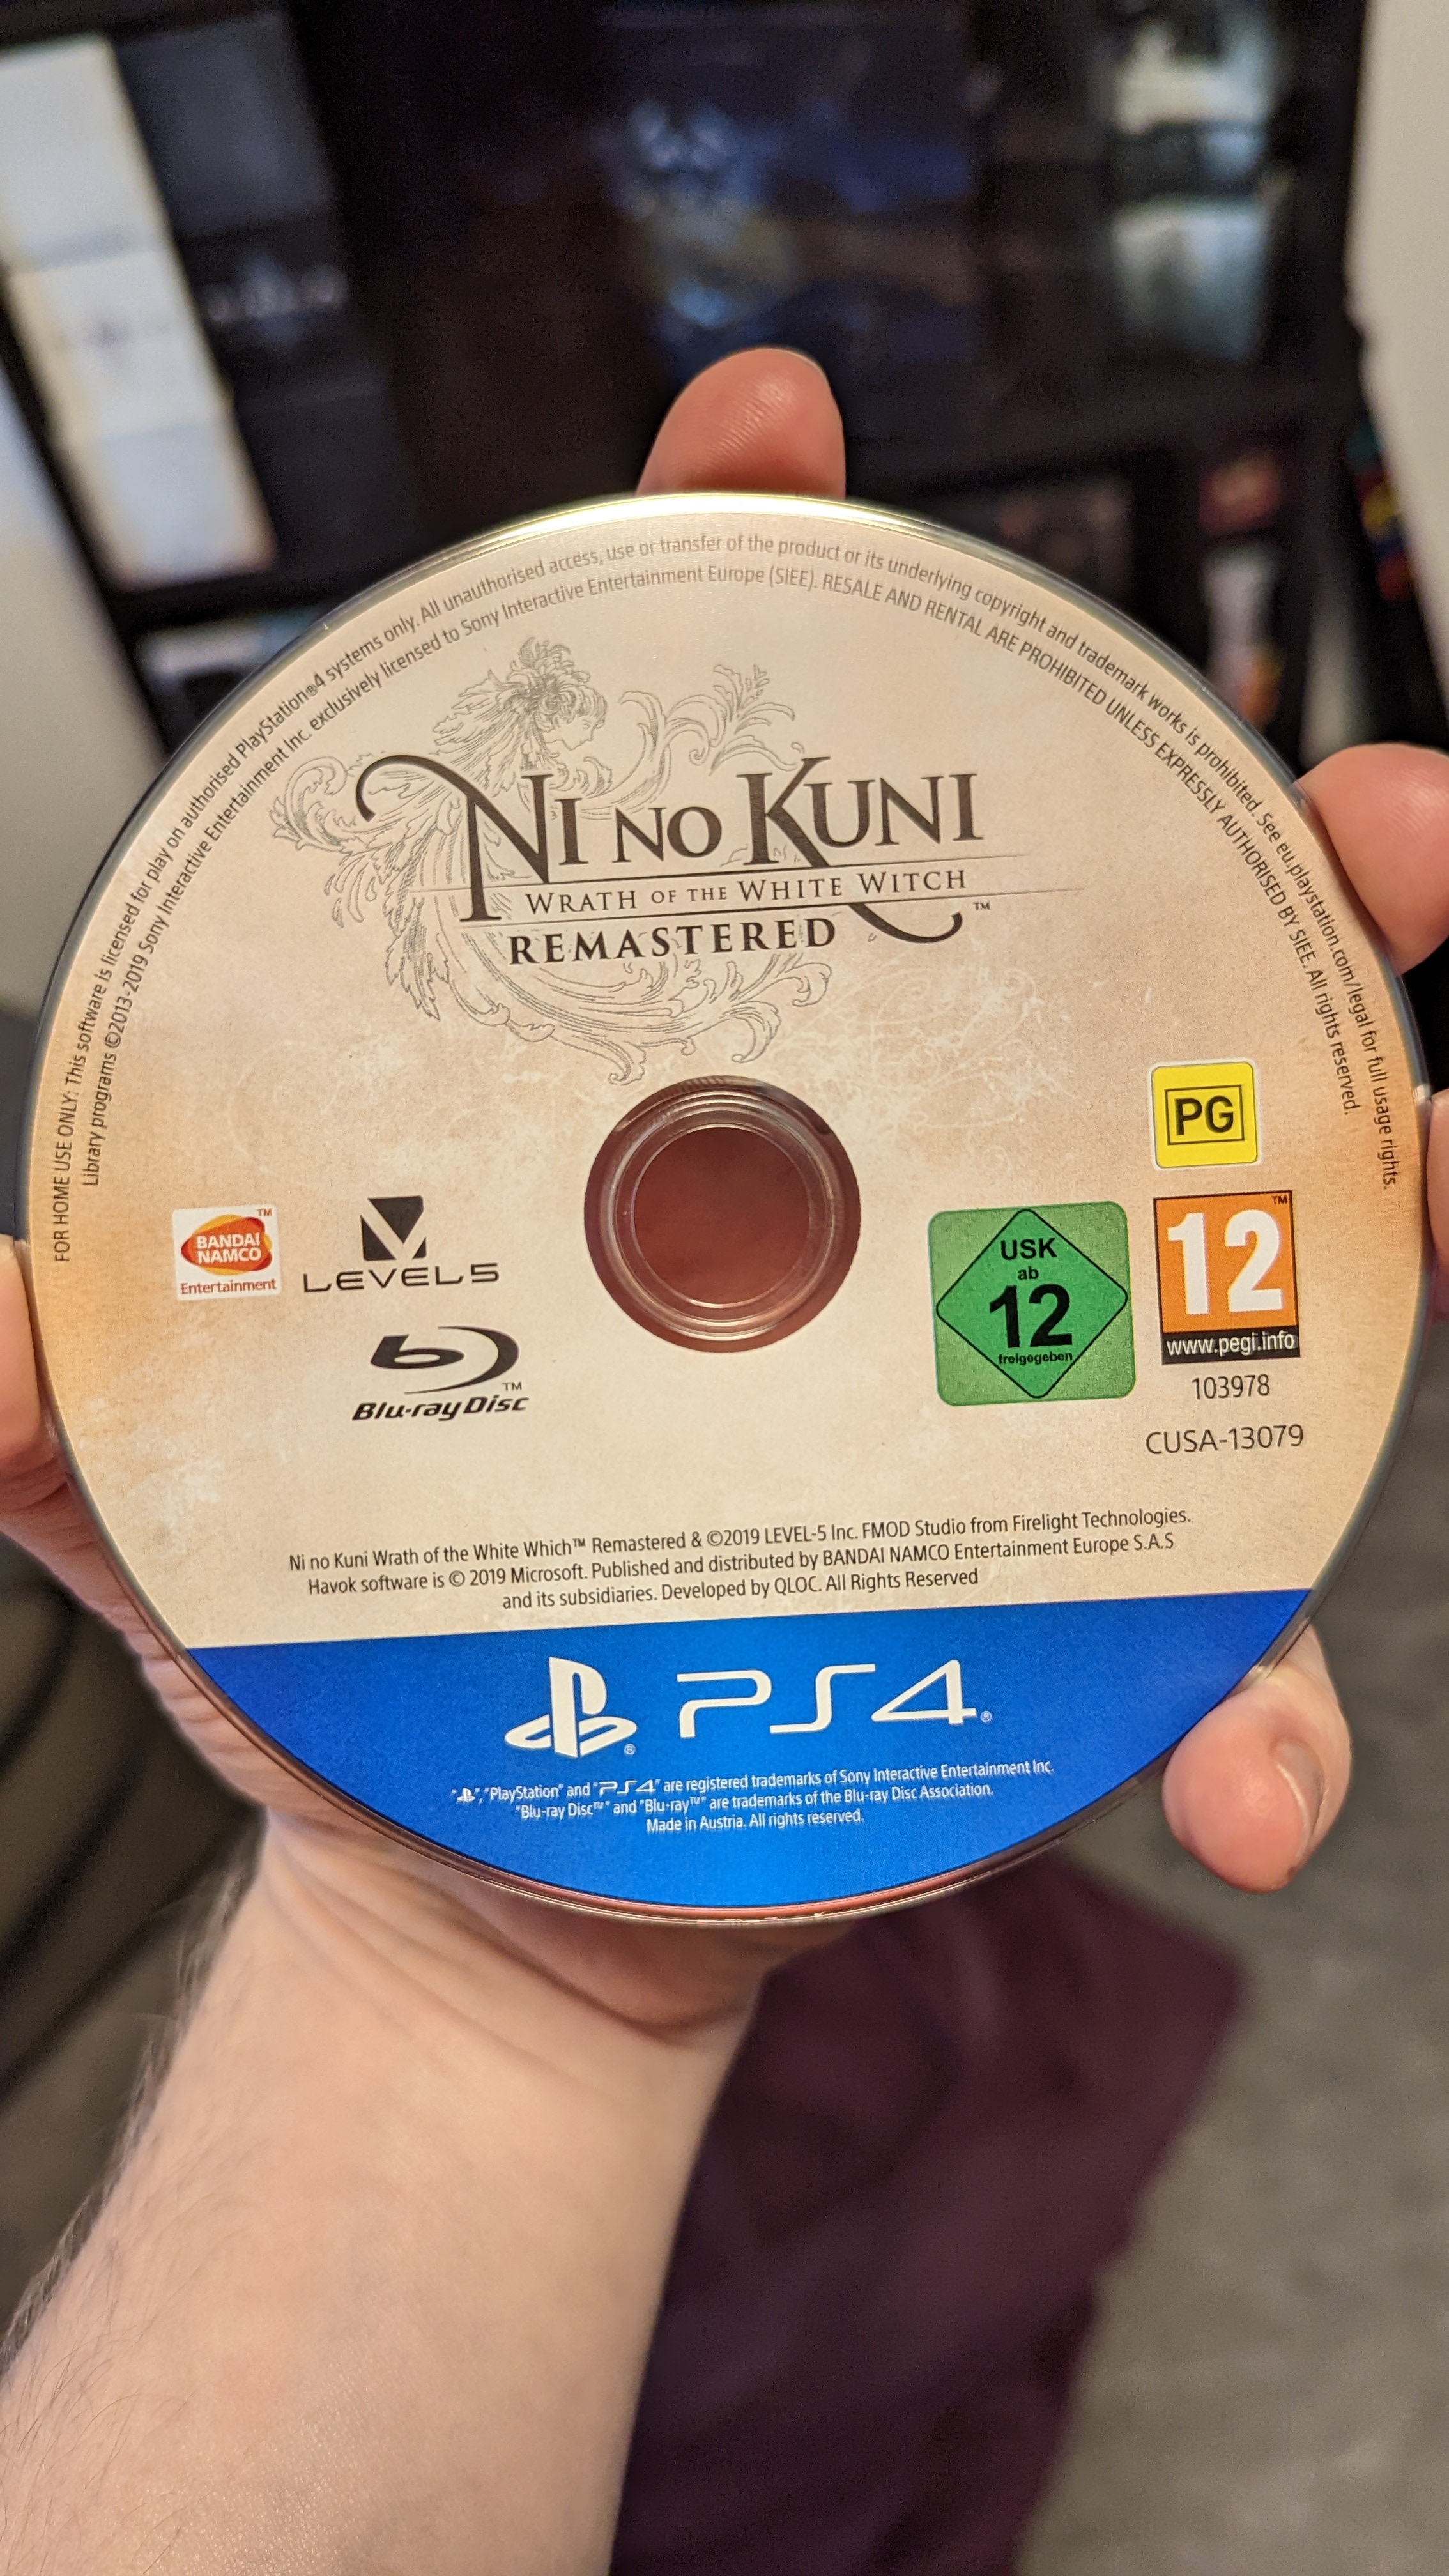 FOR HOME USE ONLY: This software is licensed for play on authorised PlayStation®4 systems only. All unauthorised access, use or transfer of the product or its underlying copyright and trademark works is prohibited. See eu.playstation.com/legal for full usage rights.
Library programs ©2013-2019 Sony Interactive Entertainment Inc. exclusively licensed to Sony Interactive Entertainment Europe (SIEE). RESALE AND RENTAL ARE PROHIBITED UNLESS EXPRESSLY AUTHORISED BY SIEE. All rights reserved.
NI NO KUNI
WRATH OF THE WHITE WITCH™
REMASTERED
PG
BANDAI
NAMCO™
Entertainment
LEVEL5
Blu-ray Disc™
USK
ab
12
freigegeben
12™
www.pegi.info
103978
CUSA-13079
Ni no Kuni Wrath of the White Which™ Remastered & ©2019 LEVEL-5 Inc. FMOD Studio from Firelight Technologies.
Havok software is © 2019 Microsoft. Published and distributed by BANDAI NAMCO Entertainment Europe S.A.S
and its subsidiaries. Developed by QLOC. All Rights Reserved
PS4®
"", "PlayStation" and "PS4" are registered trademarks of Sony Interactive Entertainment Inc.
"Blu-ray Disc™" and "Blu-ray™" are trademarks of the Blu-ray Disc Association.
Made in Austria. All rights reserved.